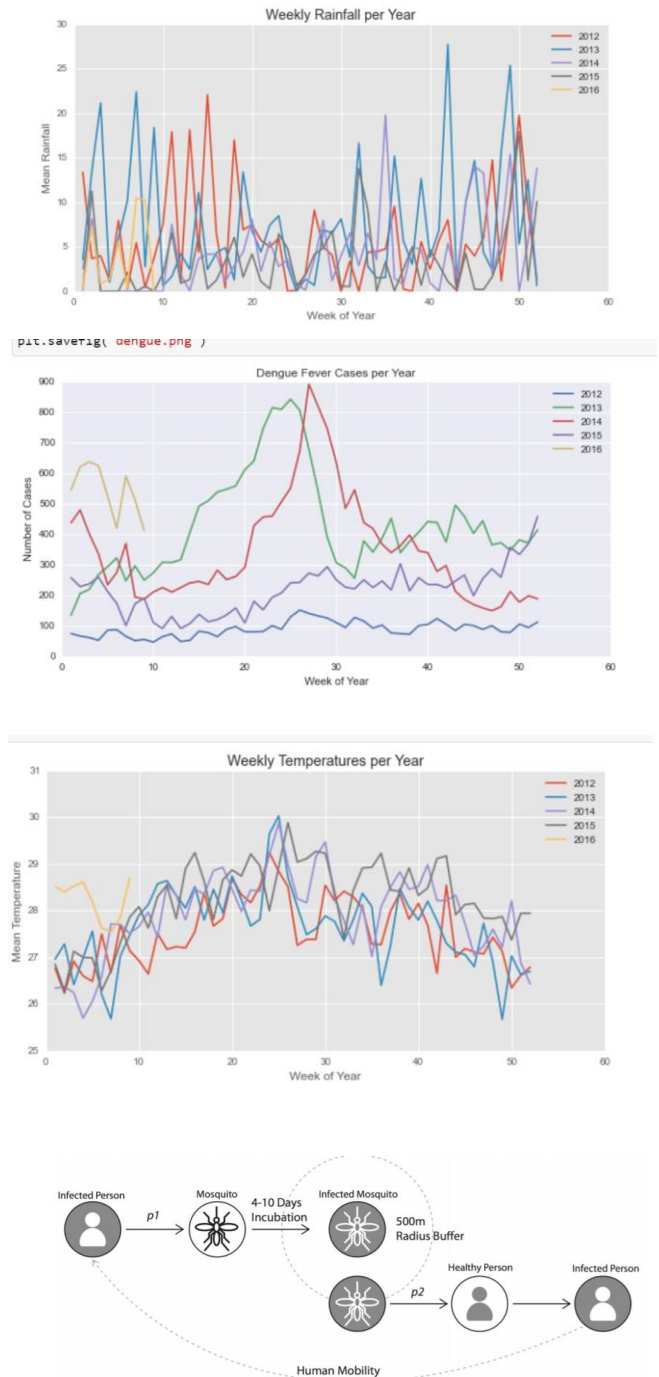 Weekly Rainfall per Year
30
25
20
15
10
5
0
Mean Rainfall
0 10 20 30 40 50 60
Week of Year
2012
2013
2014
2015
2016
plt.savefig( 'dengue.png')
Dengue Fever Cases per Year
900
800
700
600
500
400
300
200
100
0
Number of Cases
0 10 20 30 40 50 60
Week of Year
2012
2013
2014
2015
2016
Weekly Temperatures per Year
31
30
29
28
27
26
25
Mean Temperature
0 10 20 30 40 50 60
Week of Year
2012
2013
2014
2015
2016
Infected Person
p1
Mosquito
4-10 Days
Incubation
Infected Mosquito
500m
Radius Buffer
p2
Healthy Person
Infected Person
Human Mobility